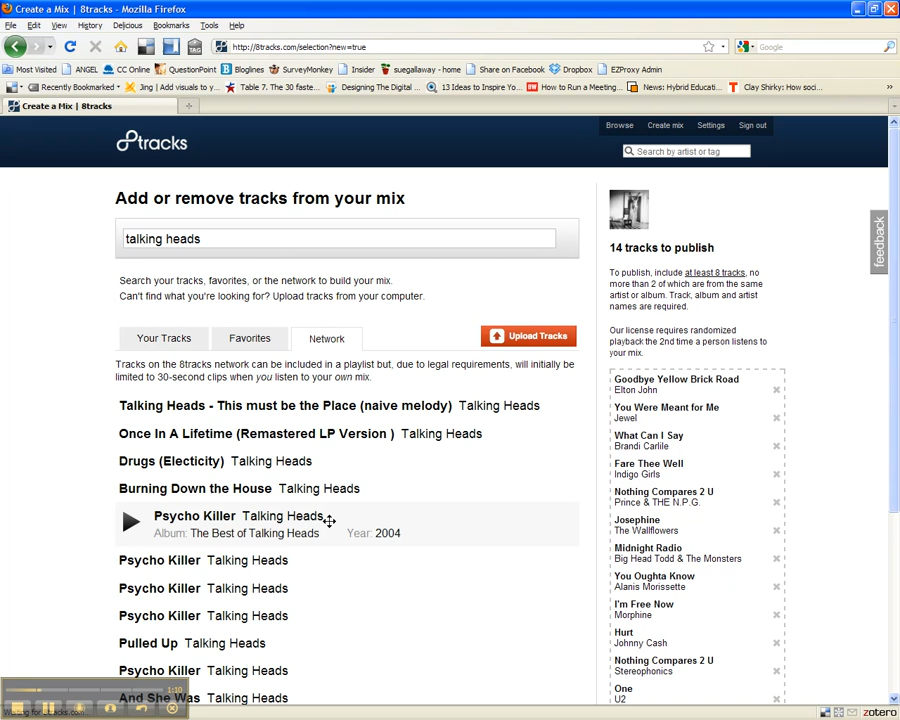 Create a Mix | 8tracks - Mozilla Firefox
File Edit View History Delicious Bookmarks Tools Help
TAG http://8tracks.com/selection?new=true Google
Most Visited ANGEL CC Online QuestionPoint Bloglines SurveyMonkey Insider suegallaway - home Share on Facebook Dropbox EZProxy Admin
Recently Bookmarked Jing | Add visuals to y... Table 7. The 30 faste... Designing The Digital ... 13 Ideas to Inspire Yo... How to Run a Meeting... News: Hybrid Educati... Clay Shirky: How soci... »
Create a Mix | 8tracks
Browse Create mix Settings Sign out
8tracks
Search by artist or tag
Add or remove tracks from your mix
talking heads
Search your tracks, favorites, or the network to build your mix.
Can't find what you're looking for? Upload tracks from your computer.
Your Tracks Favorites Network Upload Tracks
Tracks on the 8tracks network can be included in a playlist but, due to legal requirements, will initially be
limited to 30-second clips when you listen to your own mix.
Talking Heads - This must be the Place (naive melody) Talking Heads
Once In A Lifetime (Remastered LP Version ) Talking Heads
Drugs (Electicity) Talking Heads
Burning Down the House Talking Heads
Psycho Killer Talking Heads
Album: The Best of Talking Heads Year: 2004
Psycho Killer Talking Heads
Psycho Killer Talking Heads
Psycho Killer Talking Heads
Pulled Up Talking Heads
Psycho Killer Talking Heads
And She Was Talking Heads
14 tracks to publish
To publish, include at least 8 tracks, no
more than 2 of which are from the same
artist or album. Track, album and artist
names are required.
Our license requires randomized
playback the 2nd time a person listens to
your mix.
Goodbye Yellow Brick Road
Elton John
You Were Meant for Me
Jewel
What Can I Say
Brandi Carlile
Fare Thee Well
Indigo Girls
Nothing Compares 2 U
Prince & THE N.P.G.
Josephine
The Wallflowers
Midnight Radio
Big Head Todd & The Monsters
You Oughta Know
Alanis Morissette
I'm Free Now
Morphine
Hurt
Johnny Cash
Nothing Compares 2 U
Stereophonics
One
U2
feedback
1:10
Waiting for 8tracks.com...
zotero